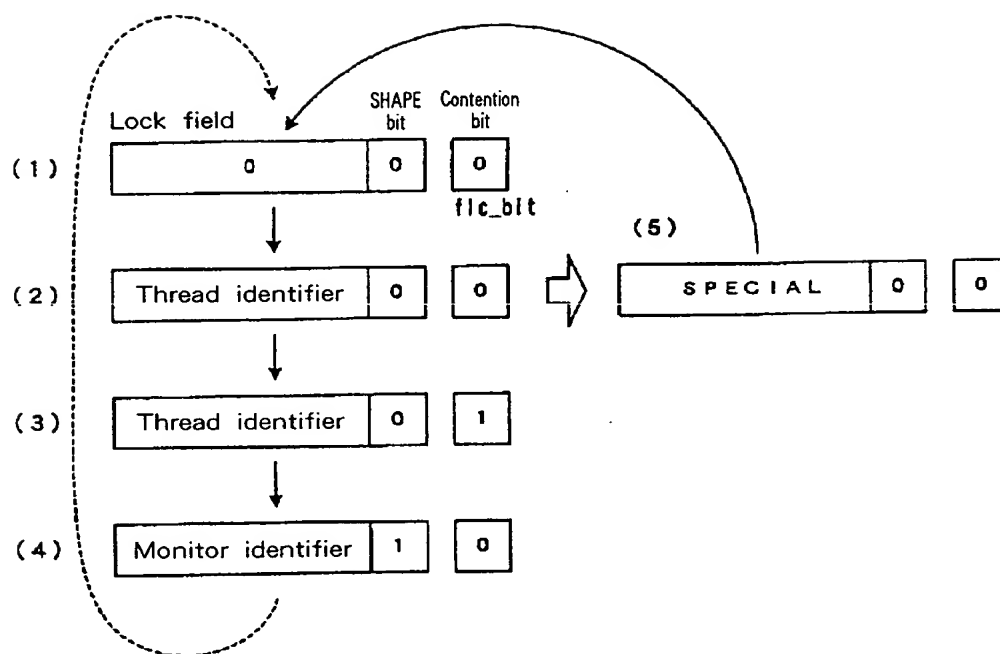 SHAPE Contention
Lock field bit bit
(1) 0 0 0
flc_bit
(5)
(2) Thread identifier 0 0 SPECIAL 0 0
(3) Thread identifier 0 1
(4) Monitor identifier 1 0